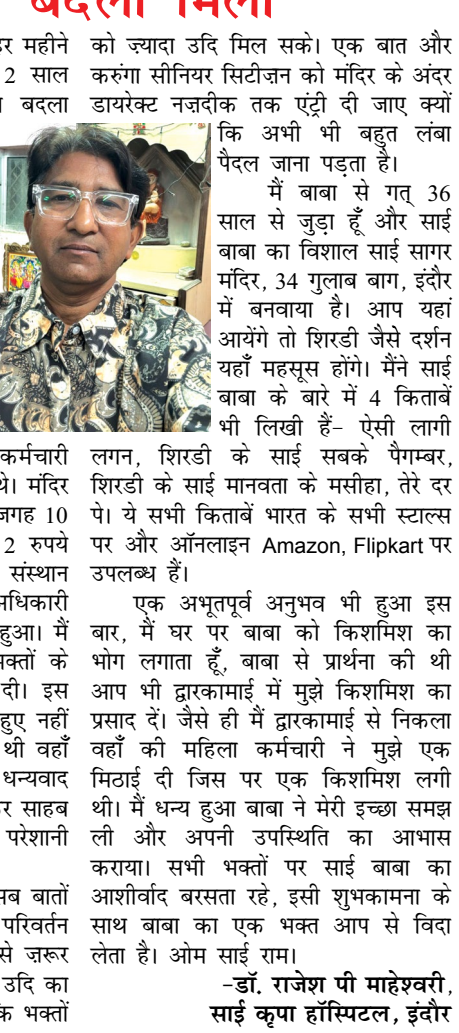 बदला मिला
र महीने
2 साल
बदला
कर्मचारी
थे। मंदिर
जगह 10
2 रुपये
संस्थान
अधिकारी
हुआ। मैं
भक्तों के
दी। इस
हुए नहीं
थी वहाँ
धन्यवाद
र साहब
परेशानी
सब बातों
परिवर्तन
से ज़रूर
उदि का
क भक्तों
को ज़्यादा उदि मिल सके। एक बात और
करुंगा सीनियर सिटीज़न को मंदिर के अंदर
डायरेक्ट नज़दीक तक एंट्री दी जाए क्यों
कि अभी भी बहुत लंबा
पैदल जाना पड़ता है।
मैं बाबा से गत् 36
साल से जुड़ा हूँ और साई
बाबा का विशाल साई सागर
मंदिर, 34 गुलाब बाग, इंदौर
में बनवाया है। आप यहां
आयेंगे तो शिरडी जैसे दर्शन
यहाँ महसूस होंगे। मैंने साई
बाबा के बारे में 4 किताबें
भी लिखी हैं- ऐसी लागी
लगन, शिरडी के साई सबके पैगम्बर,
शिरडी के साई मानवता के मसीहा, तेरे दर
पे। ये सभी किताबें भारत के सभी स्टाल्स
पर और ऑनलाइन Amazon, Flipkart पर
उपलब्ध हैं।
एक अभूतपूर्व अनुभव भी हुआ इस
बार, मैं घर पर बाबा को किशमिश का
भोग लगाता हूँ, बाबा से प्रार्थना की थी
आप भी द्वारकामाई में मुझे किशमिश का
प्रसाद दें। जैसे ही मैं द्वारकामाई से निकला
वहाँ की महिला कर्मचारी ने मुझे एक
मिठाई दी जिस पर एक किशमिश लगी
थी। मैं धन्य हुआ बाबा ने मेरी इच्छा समझ
ली और अपनी उपस्थिति का आभास
कराया। सभी भक्तों पर साई बाबा का
आशीर्वाद बरसता रहे, इसी शुभकामना के
साथ बाबा का एक भक्त आप से विदा
लेता है। ओम साई राम।
-डॉ. राजेश पी माहेश्वरी,
साई कृपा हॉस्पिटल, इंदौर